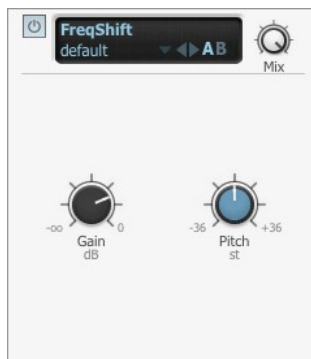 FreqShift
default AB
Mix
-∞ 0
Gain
dB
-36 +36
Pitch
st